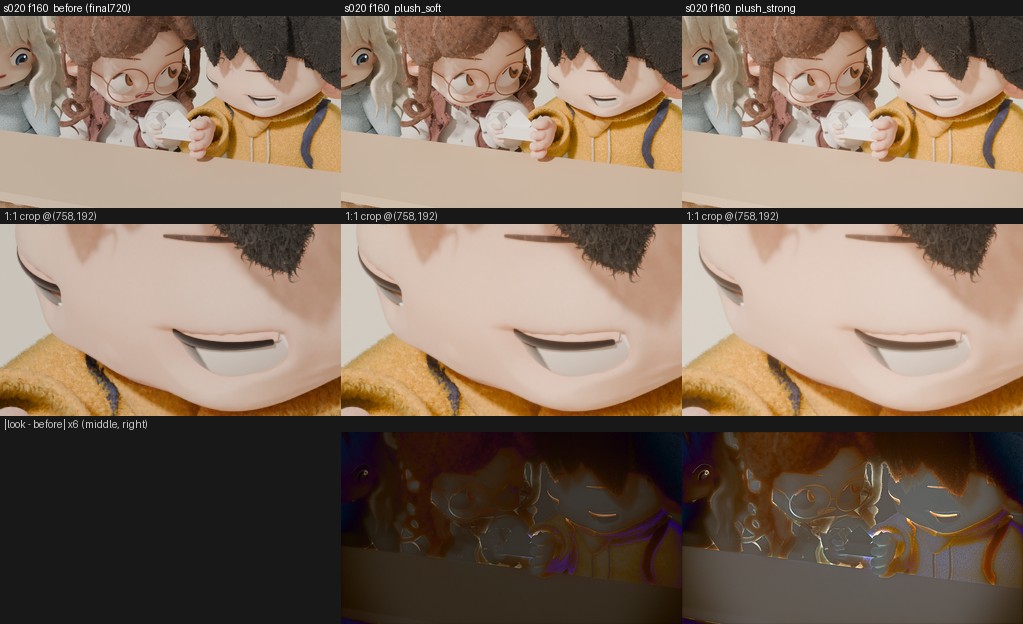 s020 f160  before (final720)
s020 f160  plush_soft
s020 f160  plush_strong
1:1 crop @(758,192)
1:1 crop @(758,192)
1:1 crop @(758,192)
|look - before| x6 (middle, right)